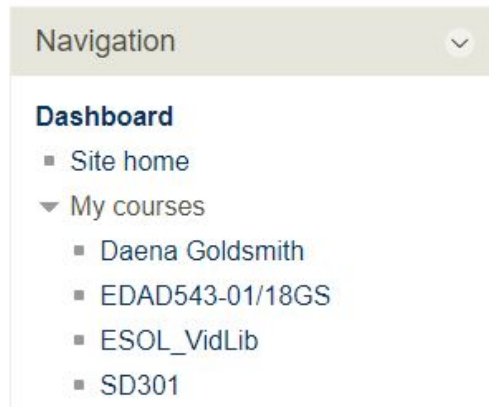 Navigation
Dashboard
Site home
My courses
Daena Goldsmith
EDAD543-01/18GS
ESOL_VidLib
SD301